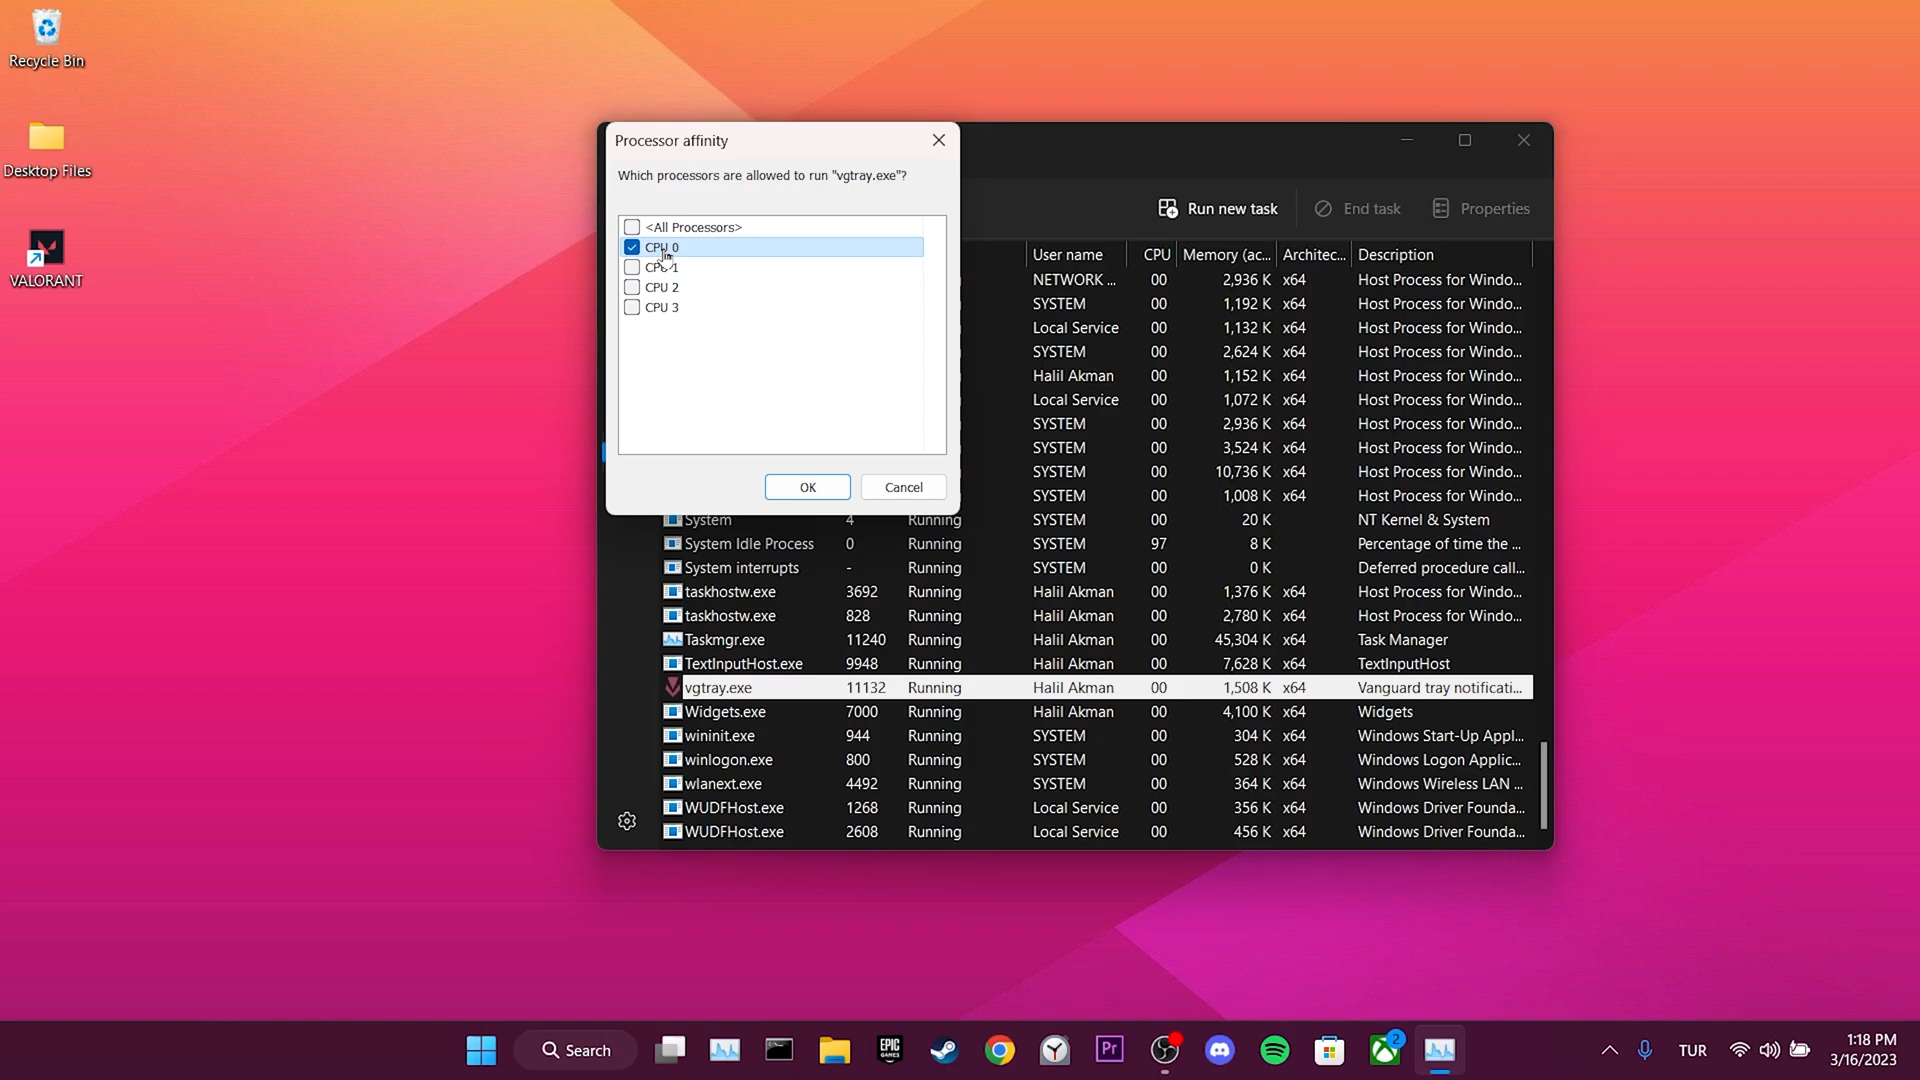 Recycle Bin
Desktop Files
VALORANT
Processor affinity
Which processors are allowed to run "vgtray.exe"?
<All Processors>
CPU 0
CPU 1
CPU 2
CPU 3
OK Cancel
Run new task End task Properties
User name CPU Memory (ac... Architec... Description
NETWORK ... 00 2,936 K x64 Host Process for Windo...
SYSTEM 00 1,192 K x64 Host Process for Windo...
Local Service 00 1,132 K x64 Host Process for Windo...
SYSTEM 00 2,624 K x64 Host Process for Windo...
Halil Akman 00 1,152 K x64 Host Process for Windo...
Local Service 00 1,072 K x64 Host Process for Windo...
SYSTEM 00 2,936 K x64 Host Process for Windo...
SYSTEM 00 3,524 K x64 Host Process for Windo...
SYSTEM 00 10,736 K x64 Host Process for Windo...
SYSTEM 00 1,008 K x64 Host Process for Windo...
System 4 Running SYSTEM 00 20 K NT Kernel & System
System Idle Process 0 Running SYSTEM 97 8 K Percentage of time the ...
System interrupts - Running SYSTEM 00 0 K Deferred procedure call...
taskhostw.exe 3692 Running Halil Akman 00 1,376 K x64 Host Process for Windo...
taskhostw.exe 828 Running Halil Akman 00 2,780 K x64 Host Process for Windo...
Taskmgr.exe 11240 Running Halil Akman 00 45,304 K x64 Task Manager
TextInputHost.exe 9948 Running Halil Akman 00 7,628 K x64 TextInputHost
vgtray.exe 11132 Running Halil Akman 00 1,508 K x64 Vanguard tray notificati...
Widgets.exe 7000 Running Halil Akman 00 4,100 K x64 Widgets
wininit.exe 944 Running SYSTEM 00 304 K x64 Windows Start-Up Appl...
winlogon.exe 800 Running SYSTEM 00 528 K x64 Windows Logon Applic...
wlanext.exe 4492 Running SYSTEM 00 364 K x64 Windows Wireless LAN ...
WUDFHost.exe 1268 Running Local Service 00 356 K x64 Windows Driver Founda...
WUDFHost.exe 2608 Running Local Service 00 456 K x64 Windows Driver Founda...
Search
EPIC GAMES
Pr
2
TUR
1:18 PM
3/16/2023